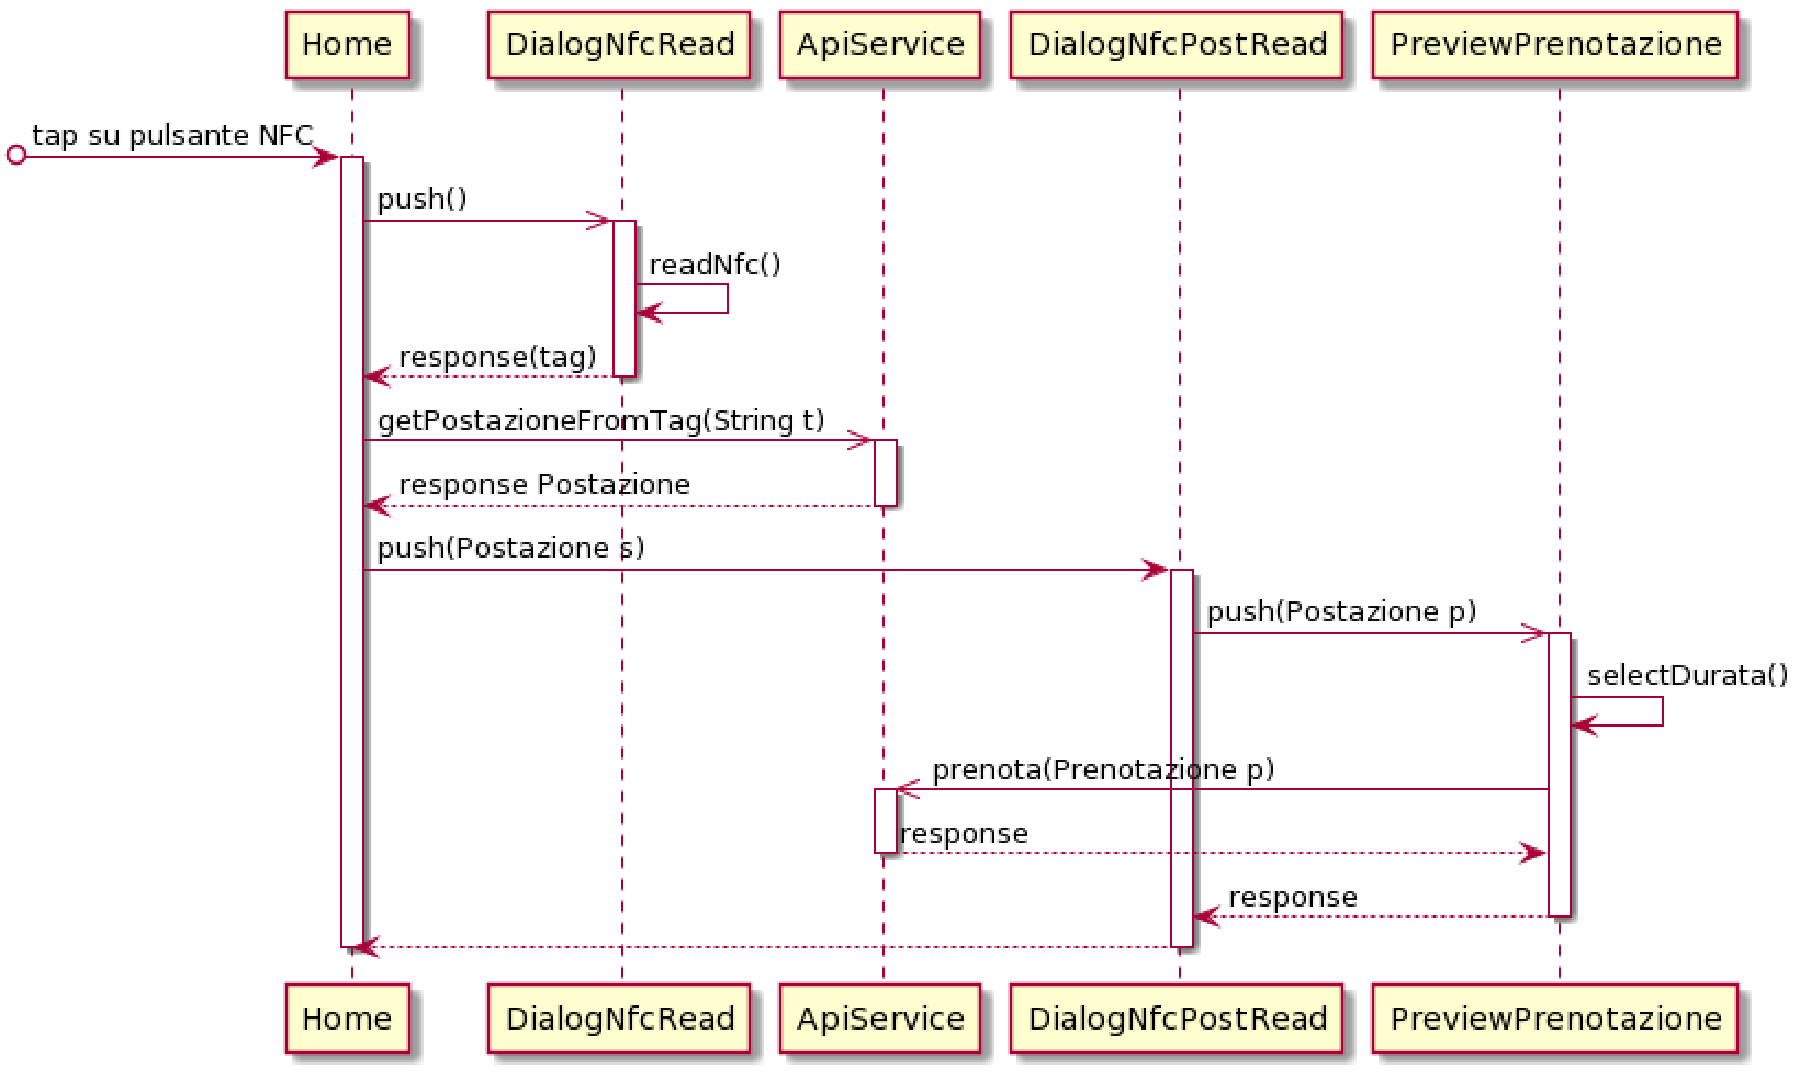 Home DialogNfcRead ApiService DialogNfcPostRead PreviewPrenotazione
tap su pulsante NFC
push()
readNfc()
response(tag)
getPostazioneFromTag(String t)
response Postazione
push(Postazione s)
push(Postazione p)
selectDurata()
prenota(Prenotazione p)
response
response
Home DialogNfcRead ApiService DialogNfcPostRead PreviewPrenotazione